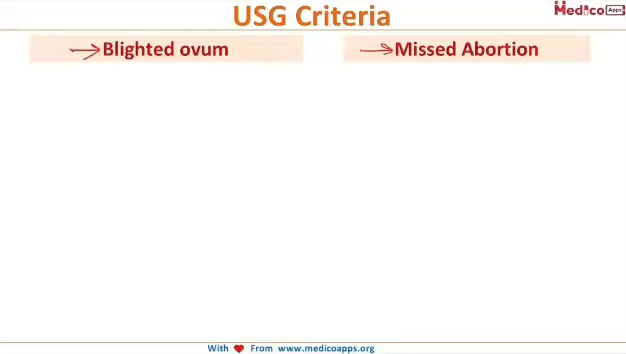 USG Criteria
Medico Apps
Blighted ovum
Missed Abortion
With From www.medicoapps.org